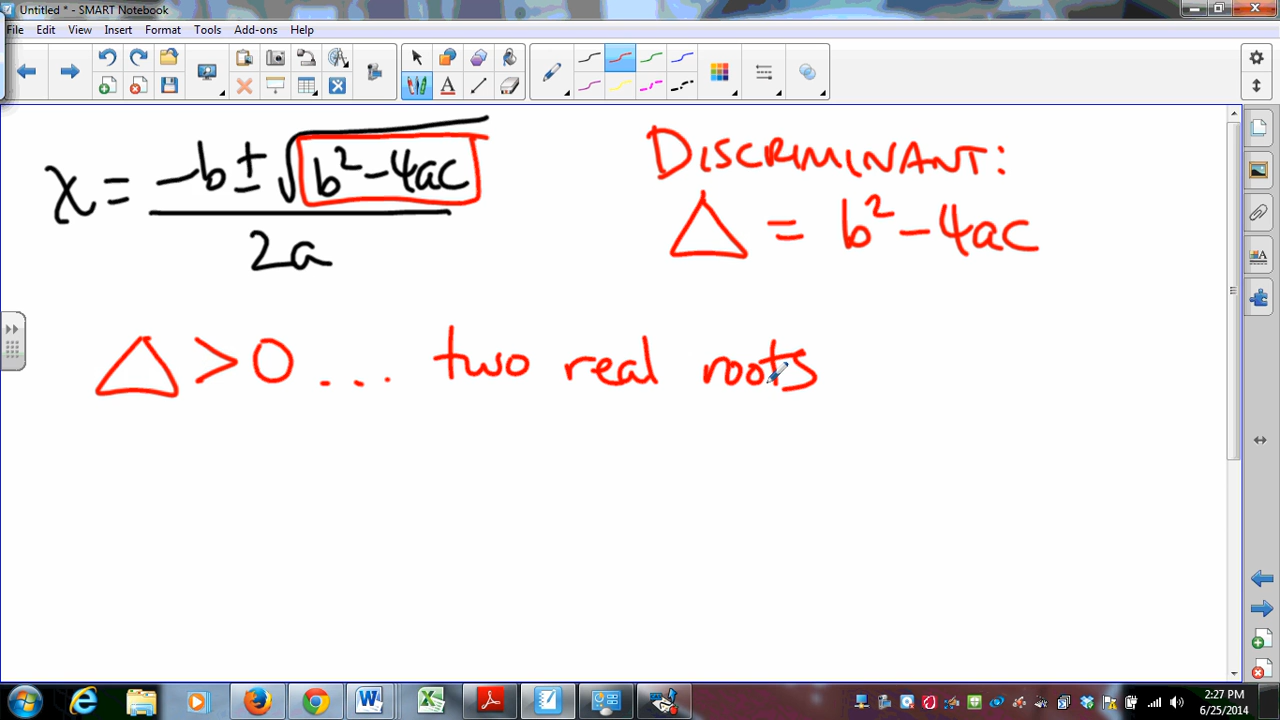 Untitled * - SMART Notebook
File Edit View Insert Format Tools Add-ons Help
x = -b ± √b² - 4ac
2a
DISCRIMINANT:
△ = b² - 4ac
△ > 0 ... two real roots
2:27 PM
6/25/2014